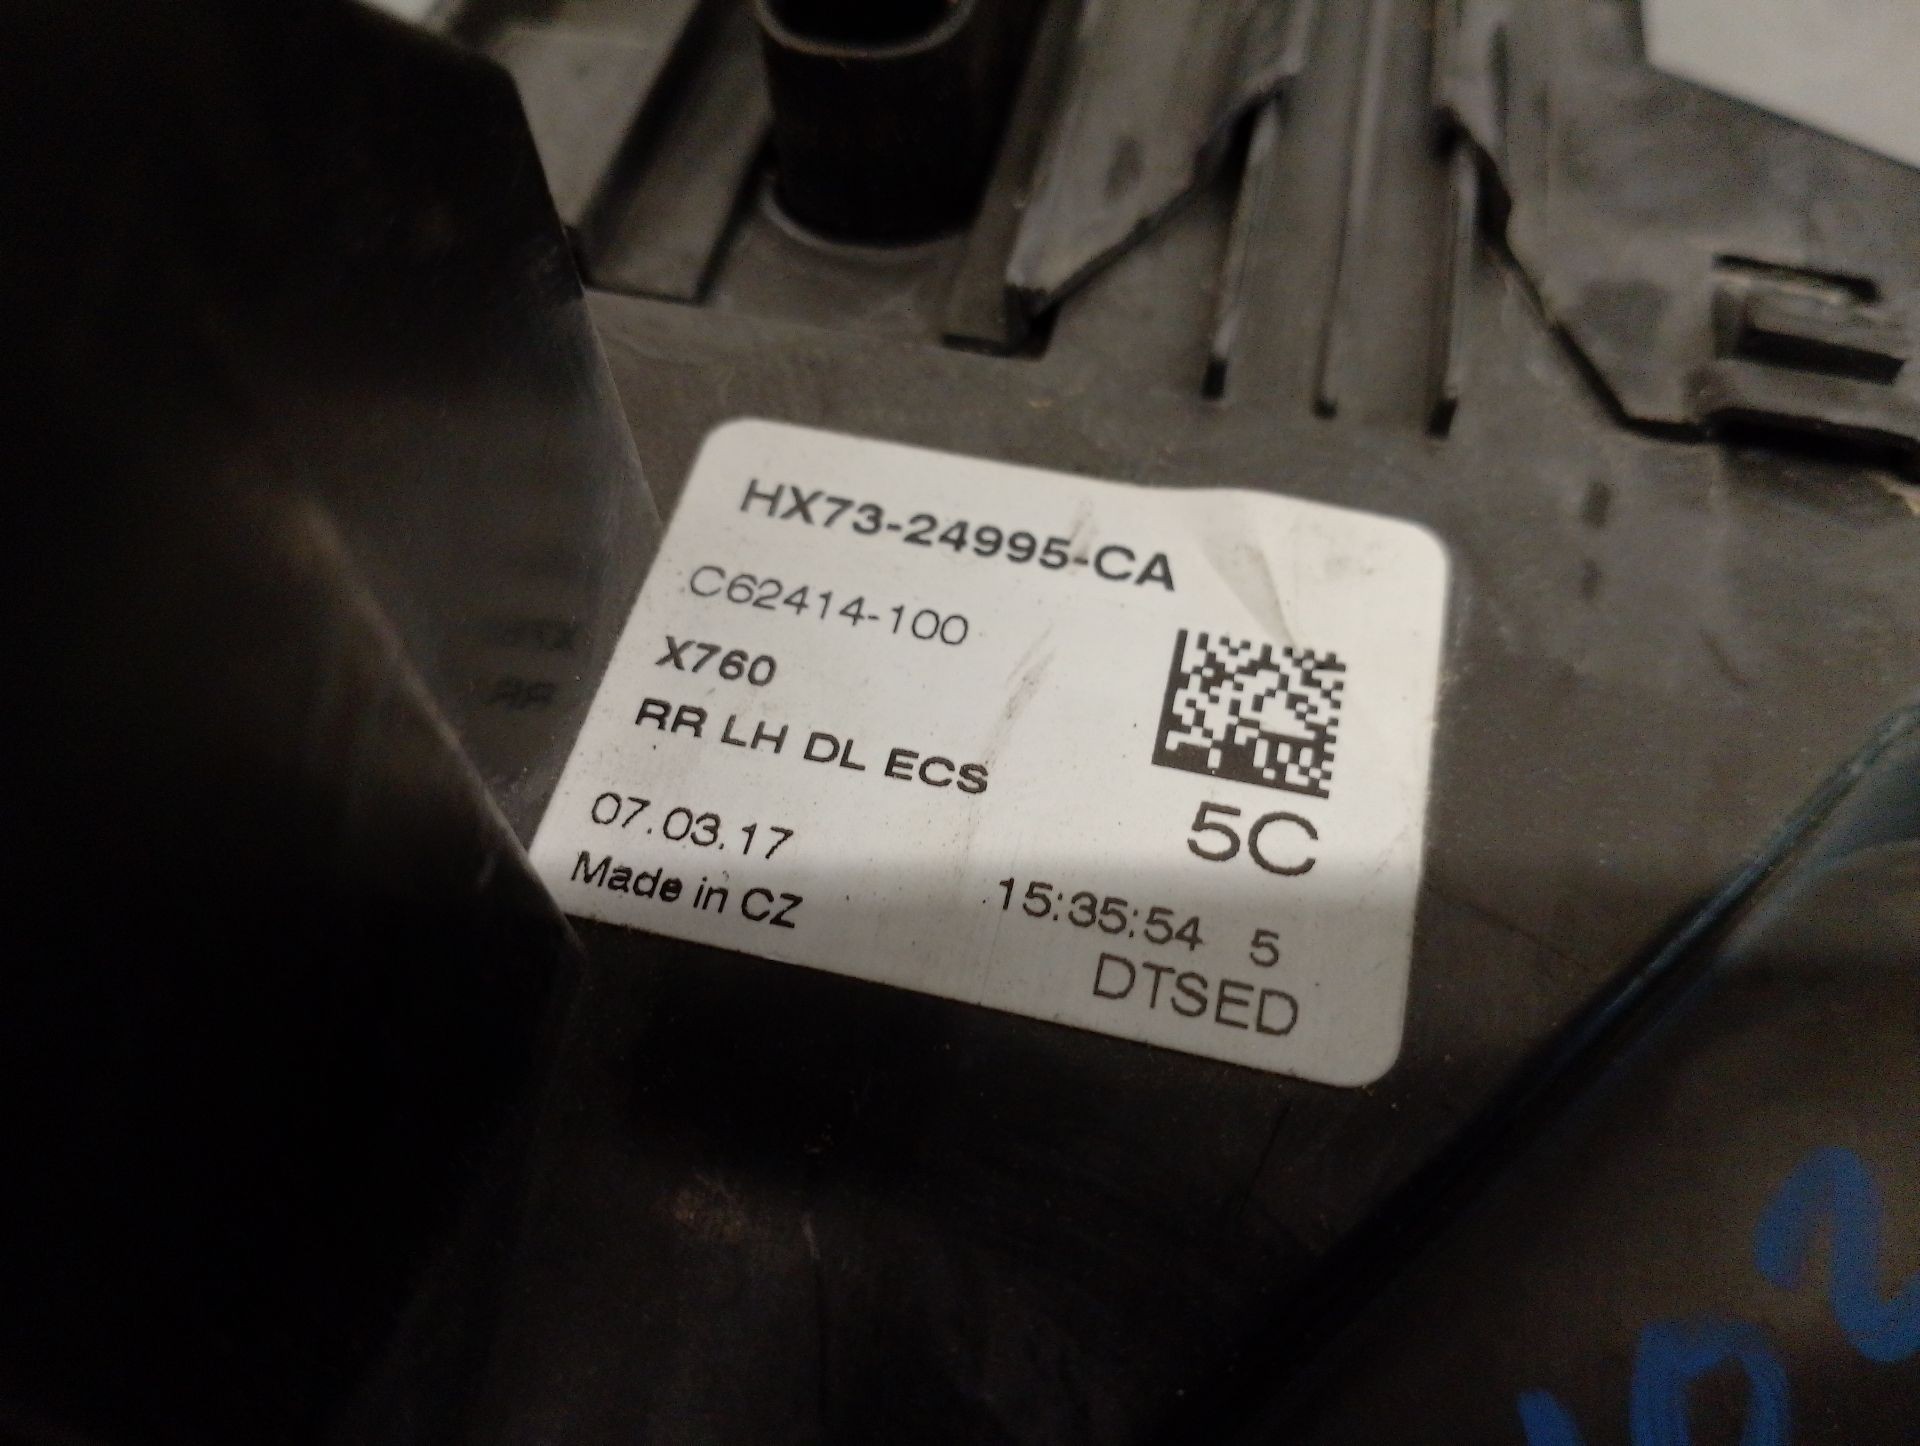 HX73-24995-CA
C62414-100
X760
RR LH DL ECS
5C
07.03.17
15:35:54 5
Made in CZ
DTSED